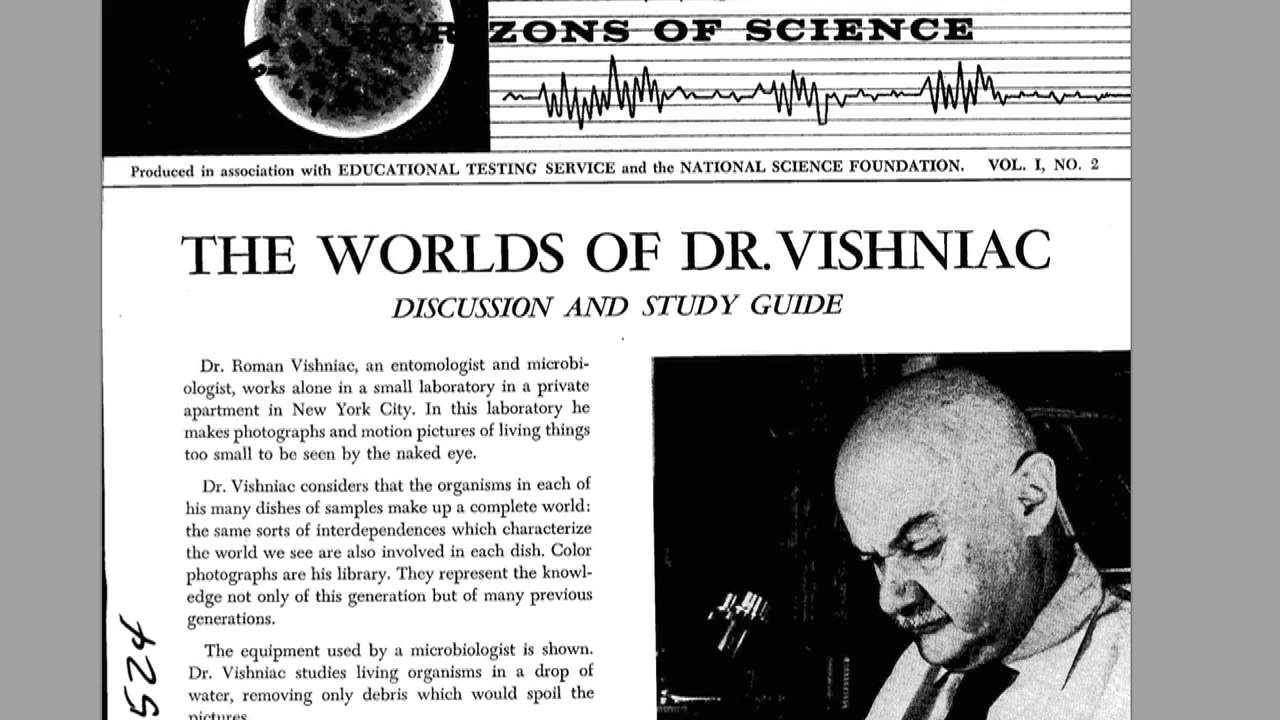 ZONS OF SCIENCE
Produced in association with EDUCATIONAL TESTING SERVICE and the NATIONAL SCIENCE FOUNDATION. VOL. I, NO. 2
THE WORLDS OF DR. VISHNIAC
DISCUSSION AND STUDY GUIDE
Dr. Roman Vishniac, an entomologist and microbi-
ologist, works alone in a small laboratory in a private
apartment in New York City. In this laboratory he
makes photographs and motion pictures of living things
too small to be seen by the naked eye.
Dr. Vishniac considers that the organisms in each of
his many dishes of samples make up a complete world:
the same sorts of interdependences which characterize
the world we see are also involved in each dish. Color
photographs are his library. They represent the knowl-
edge not only of this generation but of many previous
generations.
The equipment used by a microbiologist is shown.
Dr. Vishniac studies living organisms in a drop of
water, removing only debris which would spoil the
pictures.
524